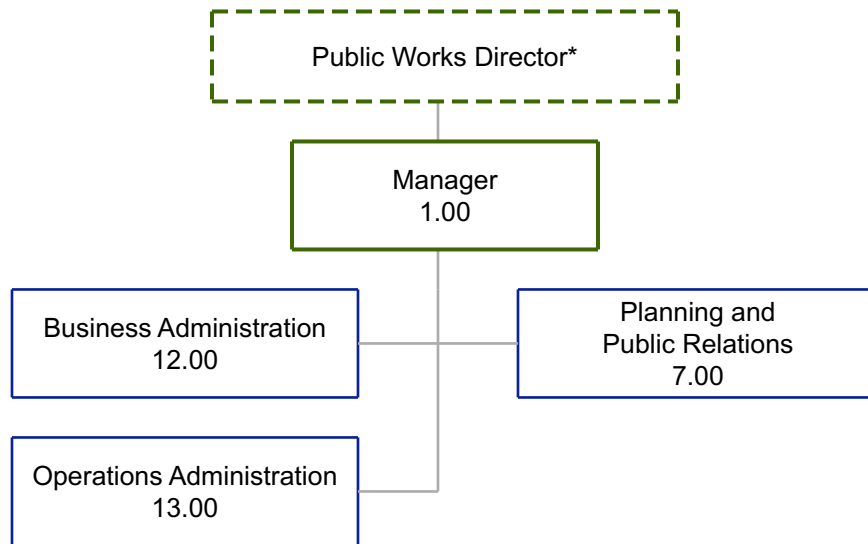 Public Works Director*
Manager
1.00
Business Administration
12.00
Planning and
Public Relations
7.00
Operations Administration
13.00